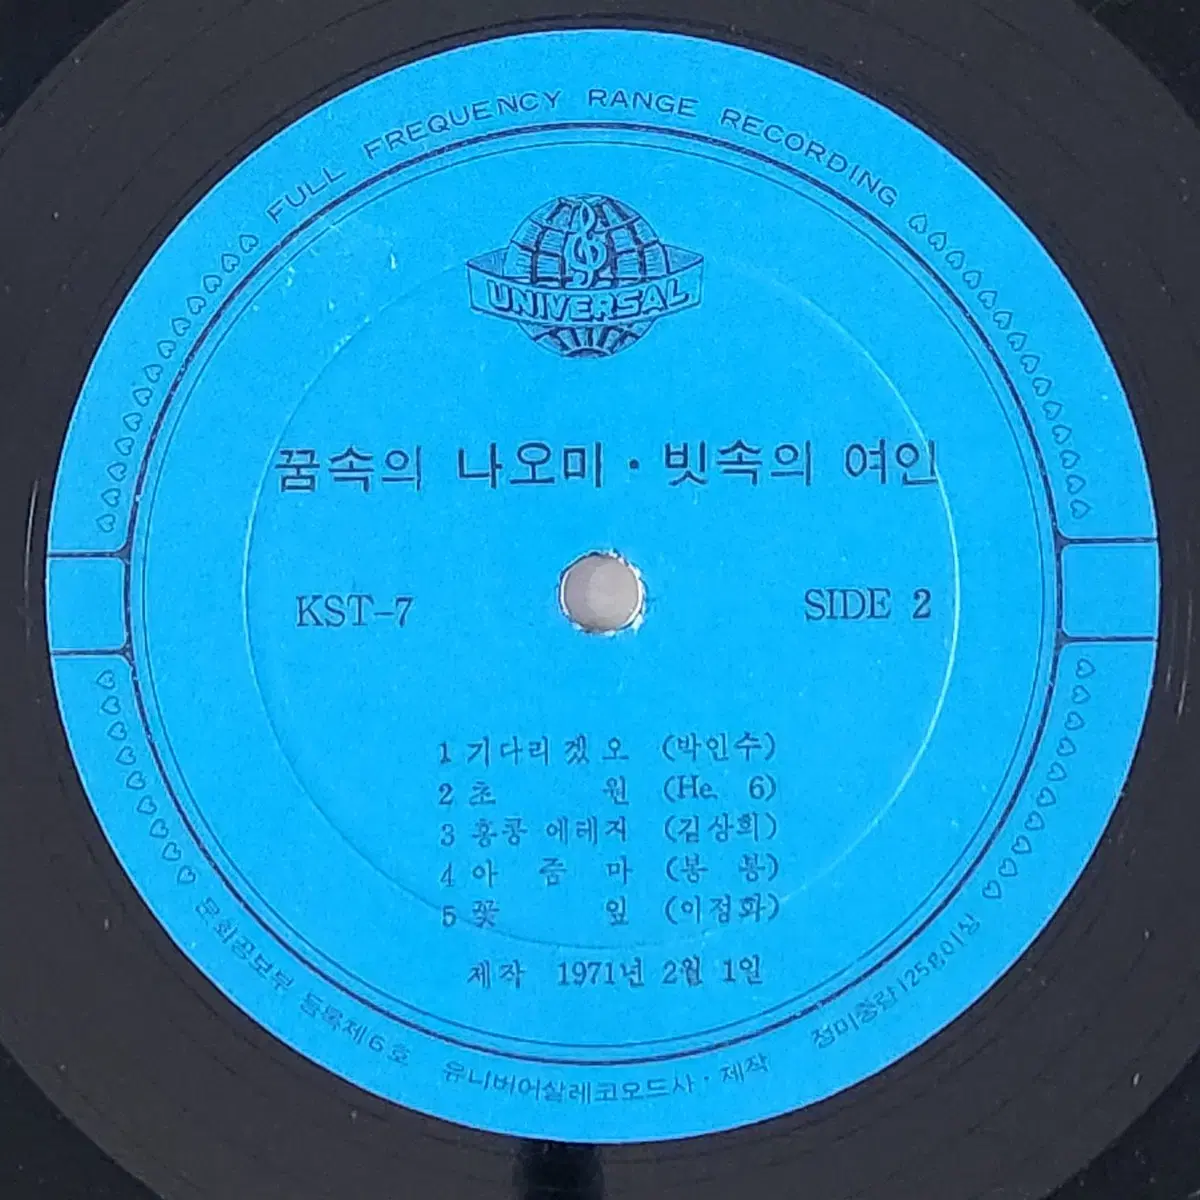 FULL FREQUENCY RANGE RECORDING
UNIVERSAL
꿈속의 나오미·빗속의 여인
KST-7
SIDE 2
1 기다리겠오 (박인수)
2 초 원 (He. 6)
3 홍콩 에레지 (김상희)
4 아 줌 마 (봉 봉)
5 꽃 잎 (이정화)
제작 1971년 2월 1일
문화공보부 등록제6호 유니버어살레코오드사·제작 정미중량125g이상